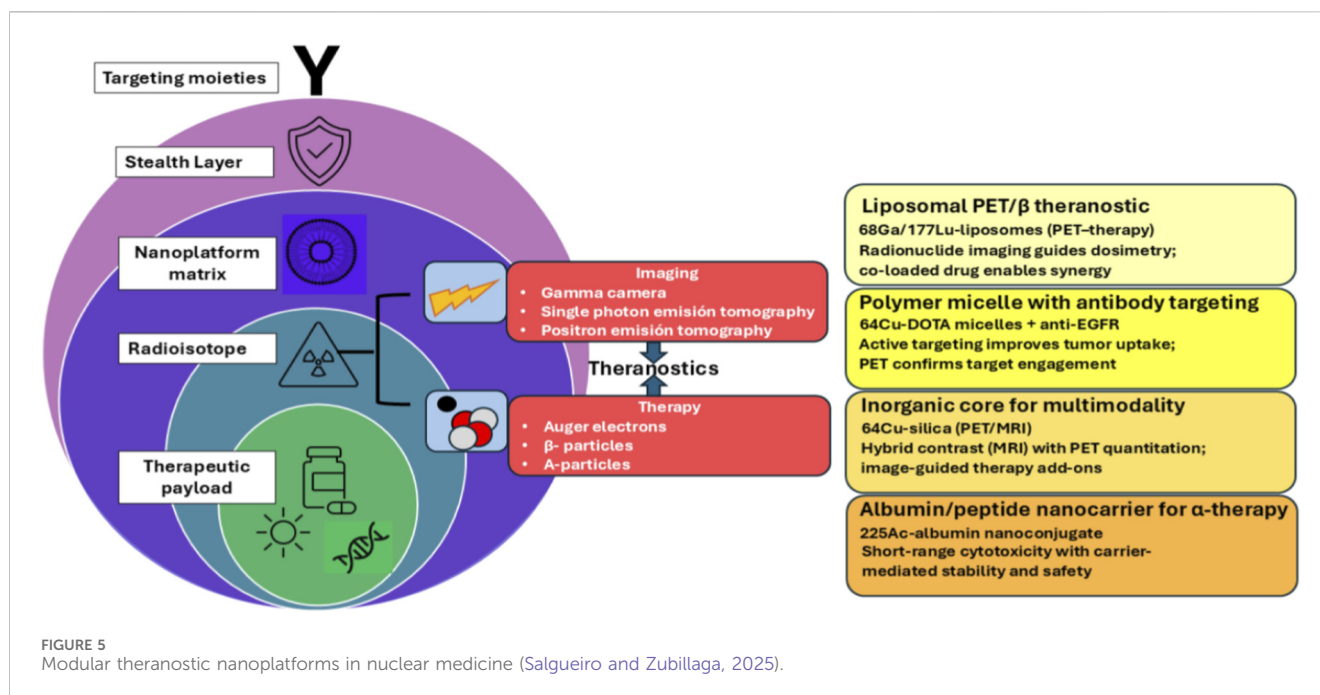 Targeting moieties
Y
Stealth Layer
Nanoplatform
matrix
Radioisotope
Therapeutic
payload
Imaging
• Gamma camera
• Single photon emisión tomography
• Positron emisión tomography
Theranostics
Therapy
• Auger electrons
• β- particles
• A-particles
Liposomal PET/β theranostic
68Ga/177Lu-liposomes (PET–therapy)
Radionuclide imaging guides dosimetry;
co-loaded drug enables synergy
Polymer micelle with antibody targeting
64Cu-DOTA micelles + anti-EGFR
Active targeting improves tumor uptake;
PET confirms target engagement
Inorganic core for multimodality
64Cu-silica (PET/MRI)
Hybrid contrast (MRI) with PET quantitation;
image-guided therapy add-ons
Albumin/peptide nanocarrier for α-therapy
225Ac-albumin nanoconjugate
Short-range cytotoxicity with carrier-
mediated stability and safety
FIGURE 5
Modular theranostic nanoplatforms in nuclear medicine (Salgueiro and Zubillaga, 2025).